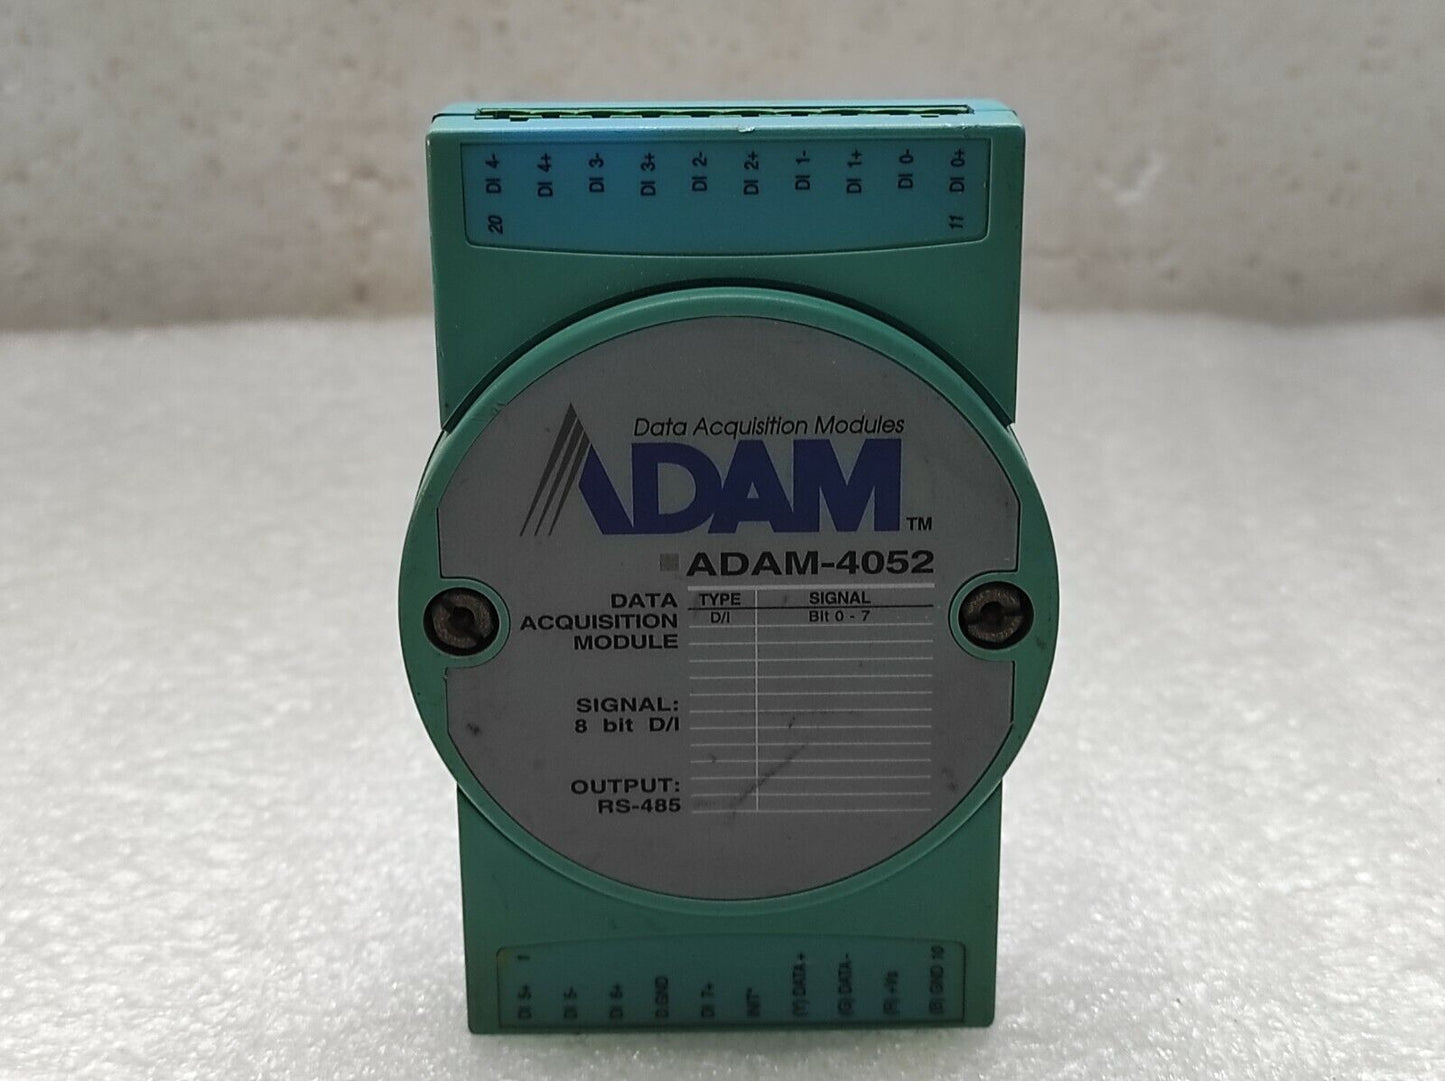 DI 4-
DI 4+
DI 3-
DI 3+
DI 2-
DI 2+
DI 1-
DI 1+
DI 0-
DI 0+
20
11
Data Acquisition Modules
ADAM TM
ADAM-4052
DATA ACQUISITION MODULE
TYPE SIGNAL
D/I Bit 0 - 7
SIGNAL:
8 bit D/I
OUTPUT:
RS-485
DI 5+ 1
DI 5-
DI 6+
D.GND
DI 7+
INIT*
(Y) DATA +
(G) DATA -
(R) +Vs
(B) GND 10